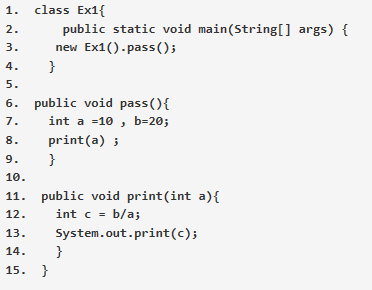 1. class Ex1{
2. public static void main(String[] args) {
3. new Ex1().pass();
4. }
5.
6. public void pass(){
7. int a =10 , b=20;
8. print(a) ;
9. }
10.
11. public void print(int a){
12. int c = b/a;
13. System.out.print(c);
14. }
15. }